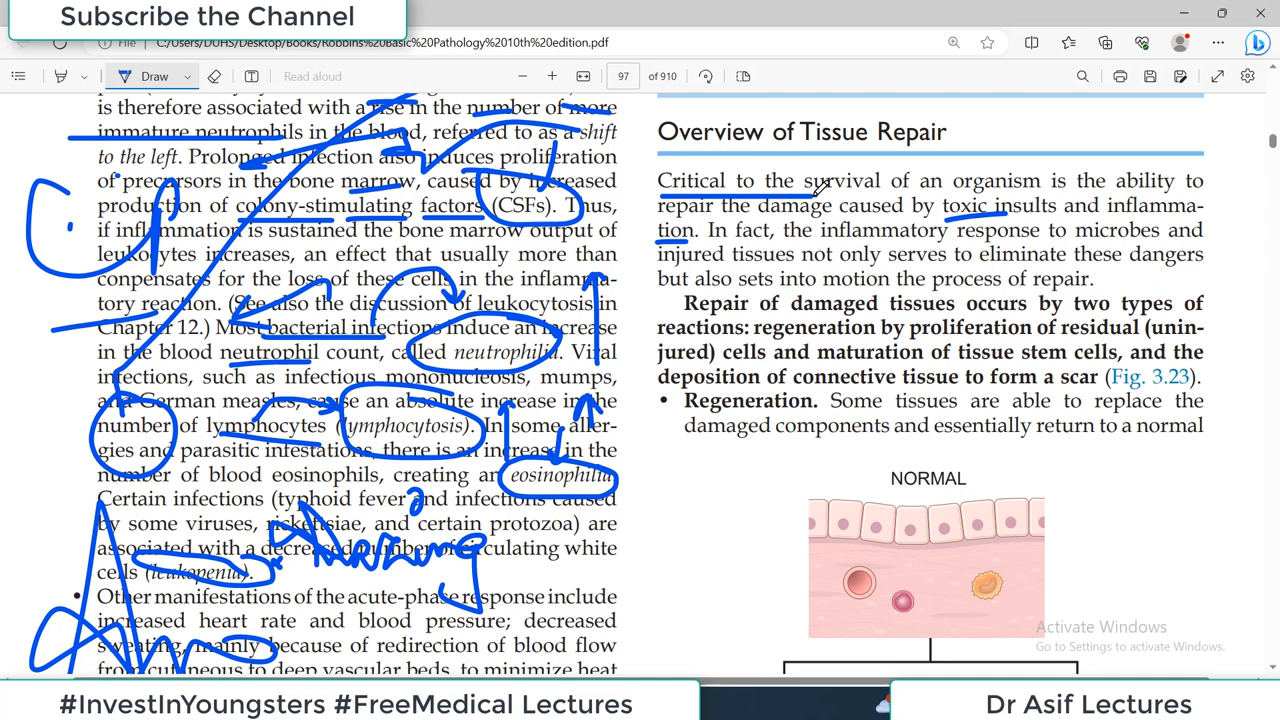 Subscribe the Channel
File
C:/Users/DUHS/Desktop/Books/Robbins%20Basic%20Pathology%2010th%20edition.pdf
Draw
Read aloud
97
of 910
is therefore associated with a rise in the number of more
immature neutrophils in the blood, referred to as a shift
to the left. Prolonged infection also induces proliferation
of precursors in the bone marrow, caused by increased
production of colony-stimulating factors (CSFs). Thus,
if inflammation is sustained the bone marrow output of
leukocytes increases, an effect that usually more than
compensates for the loss of these cells in the inflamma-
tory reaction. (See also the discussion of leukocytosis in
Chapter 12.) Most bacterial infections induce an increase
in the blood neutrophil count, called neutrophilia. Viral
infections, such as infectious mononucleosis, mumps,
and German measles, cause an absolute increase in the
number of lymphocytes (lymphocytosis). In some aller-
gies and parasitic infestations, there is an increase in the
number of blood eosinophils, creating an eosinophilia.
Certain infections (typhoid fever and infections caused
by some viruses, rickettsiae, and certain protozoa) are
associated with a decreased number of circulating white
cells (leukopenia).
• Other manifestations of the acute-phase response include
increased heart rate and blood pressure; decreased
sweating, mainly because of redirection of blood flow
from cutaneous to deep vascular beds, to minimize heat
Overview of Tissue Repair
Critical to the survival of an organism is the ability to
repair the damage caused by toxic insults and inflamma-
tion. In fact, the inflammatory response to microbes and
injured tissues not only serves to eliminate these dangers
but also sets into motion the process of repair.
Repair of damaged tissues occurs by two types of
reactions: regeneration by proliferation of residual (unin-
jured) cells and maturation of tissue stem cells, and the
deposition of connective tissue to form a scar (Fig. 3.23).
• Regeneration. Some tissues are able to replace the
damaged components and essentially return to a normal
NORMAL
Activate Windows
Go to Settings to activate Windows.
#InvestInYoungsters #FreeMedical Lectures
Dr Asif Lectures